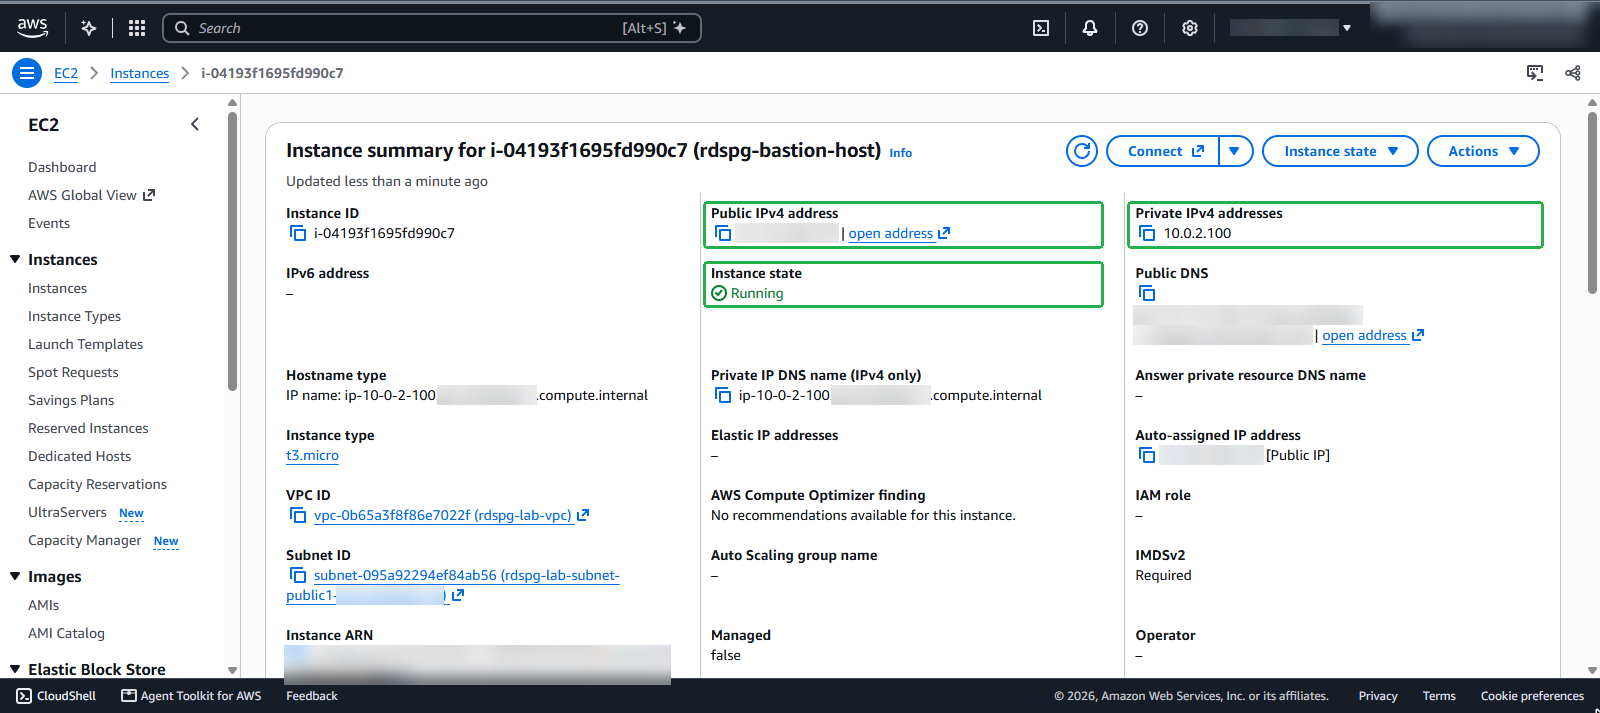 aws
Search
[Alt+S]
EC2
Instances
i-04193f1695fd990c7
EC2
Dashboard
AWS Global View
Events
Instances
Instances
Instance Types
Launch Templates
Spot Requests
Savings Plans
Reserved Instances
Dedicated Hosts
Capacity Reservations
UltraServers New
Capacity Manager New
Images
AMIs
AMI Catalog
Elastic Block Store
Instance summary for i-04193f1695fd990c7 (rdspg-bastion-host) Info
Updated less than a minute ago
Connect
Instance state
Actions
Instance ID
i-04193f1695fd990c7
Public IPv4 address
| open address
Private IPv4 addresses
10.0.2.100
IPv6 address
–
Instance state
Running
Public DNS
| open address
Hostname type
IP name: ip-10-0-2-100 .compute.internal
Private IP DNS name (IPv4 only)
ip-10-0-2-100 .compute.internal
Answer private resource DNS name
–
Instance type
t3.micro
Elastic IP addresses
–
Auto-assigned IP address
[Public IP]
VPC ID
vpc-0b65a3f8f86e7022f (rdspg-lab-vpc)
AWS Compute Optimizer finding
No recommendations available for this instance.
IAM role
–
Subnet ID
subnet-095a92294ef84ab56 (rdspg-lab-subnet-
public1- )
Auto Scaling group name
–
IMDSv2
Required
Instance ARN
Managed
false
Operator
–
CloudShell
Agent Toolkit for AWS
Feedback
© 2026, Amazon Web Services, Inc. or its affiliates.
Privacy
Terms
Cookie preferences